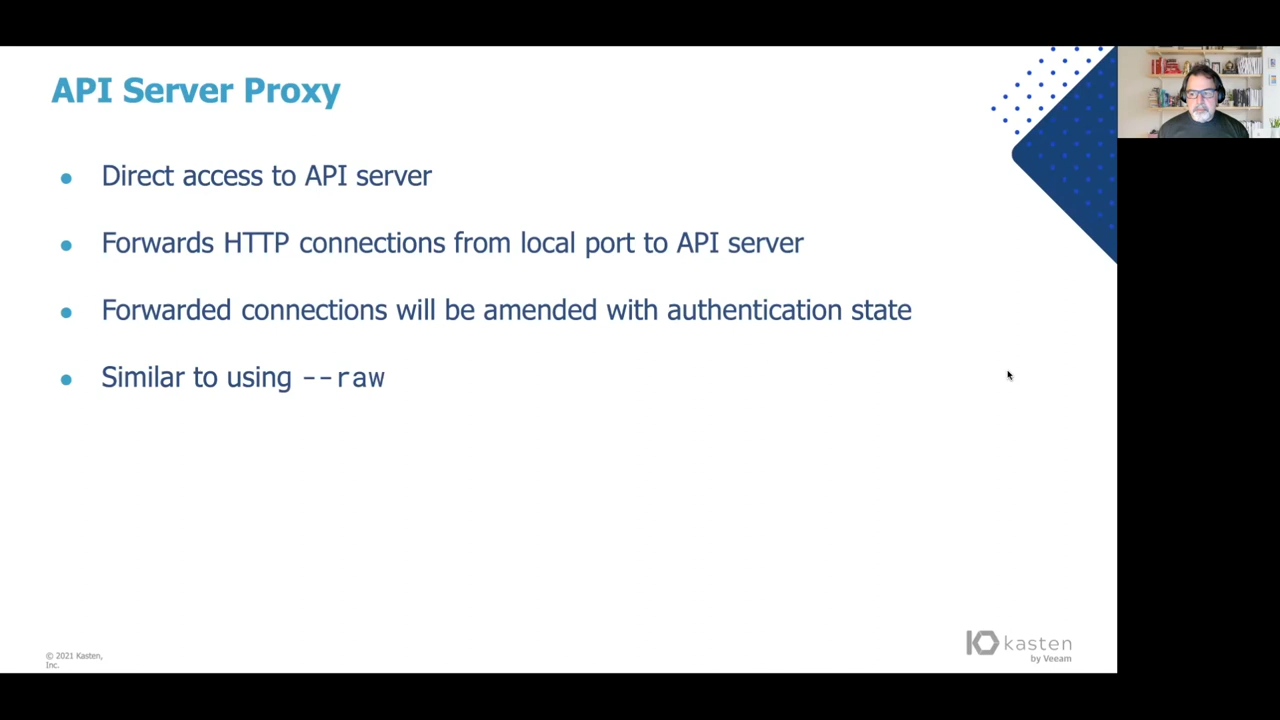 API Server Proxy
• Direct access to API server
• Forwards HTTP connections from local port to API server
• Forwarded connections will be amended with authentication state
• Similar to using --raw
© 2021 Kasten,
Inc.
kasten
by Veeam